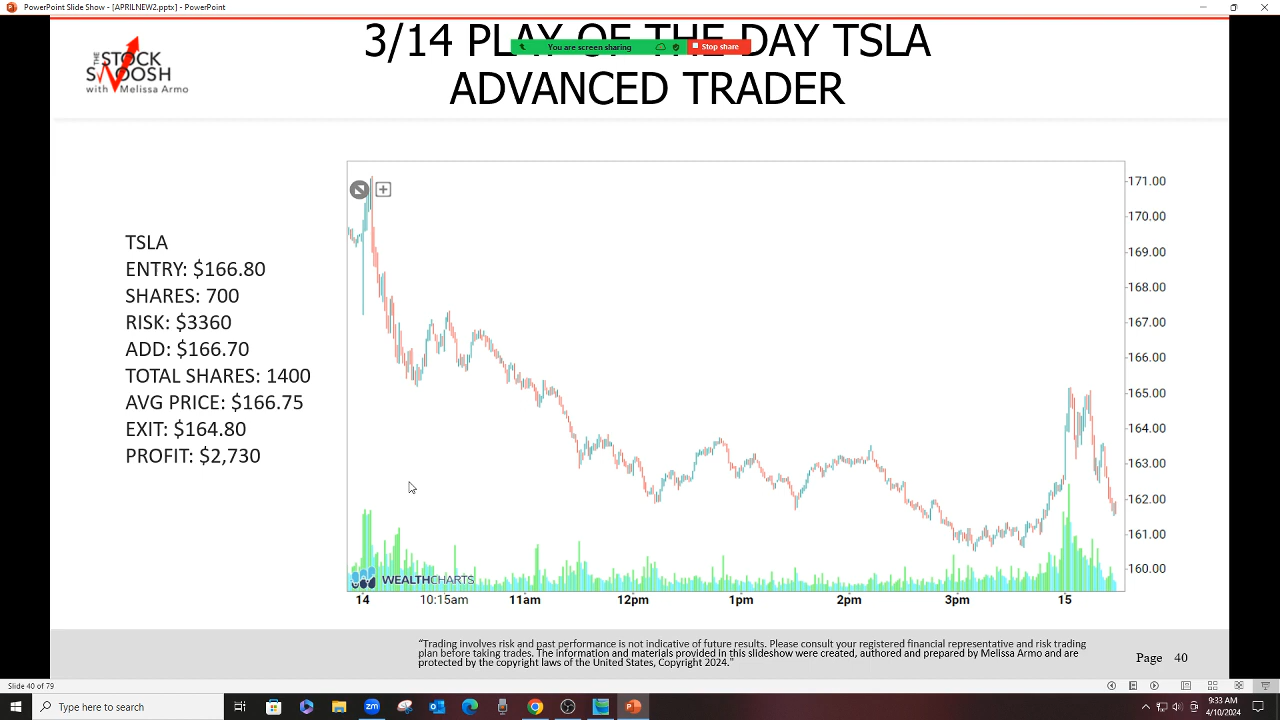 PowerPoint Slide Show - [APRILNEW2.pptx] - PowerPoint
3/14 PLAY OF THE DAY TSLA
You are screen sharing
Stop share
ADVANCED TRADER
THE
STOCK
SWOOSH
with Melissa Armo
TSLA
ENTRY: $166.80
SHARES: 700
RISK: $3360
ADD: $166.70
TOTAL SHARES: 1400
AVG PRICE: $166.75
EXIT: $164.80
PROFIT: $2,730
171.00
170.00
169.00
168.00
167.00
166.00
165.00
164.00
163.00
162.00
161.00
160.00
WEALTHCHARTS
14 10:15am 11am 12pm 1pm 2pm 3pm 15
"Trading involves risk and past performance is not indicative of future results. Please consult your registered financial representative and risk trading
plan before taking trades. The information and materials provided in this slideshow were created, authored and prepared by Melissa Armo and are
protected by the copyright laws of the United States, Copyright 2024."
Page 40
Slide 40 of 79
Type here to search
9:33 AM
4/10/2024